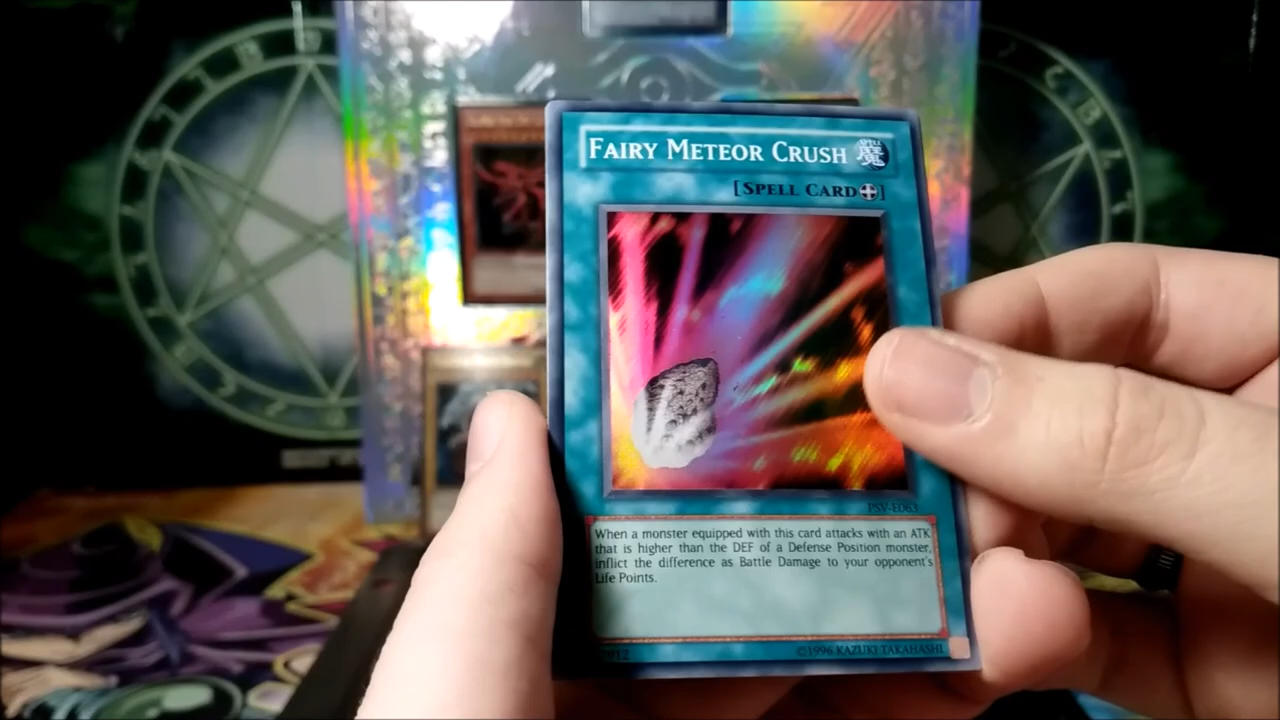 FAIRY METEOR CRUSH 魔
[SPELL CARD]
PSV-E063
When a monster equipped with this card attacks with an ATK
that is higher than the DEF of a Defense Position monster,
inflict the difference as Battle Damage to your opponent's
Life Points.
©1996 KAZUKI TAKAHASHI